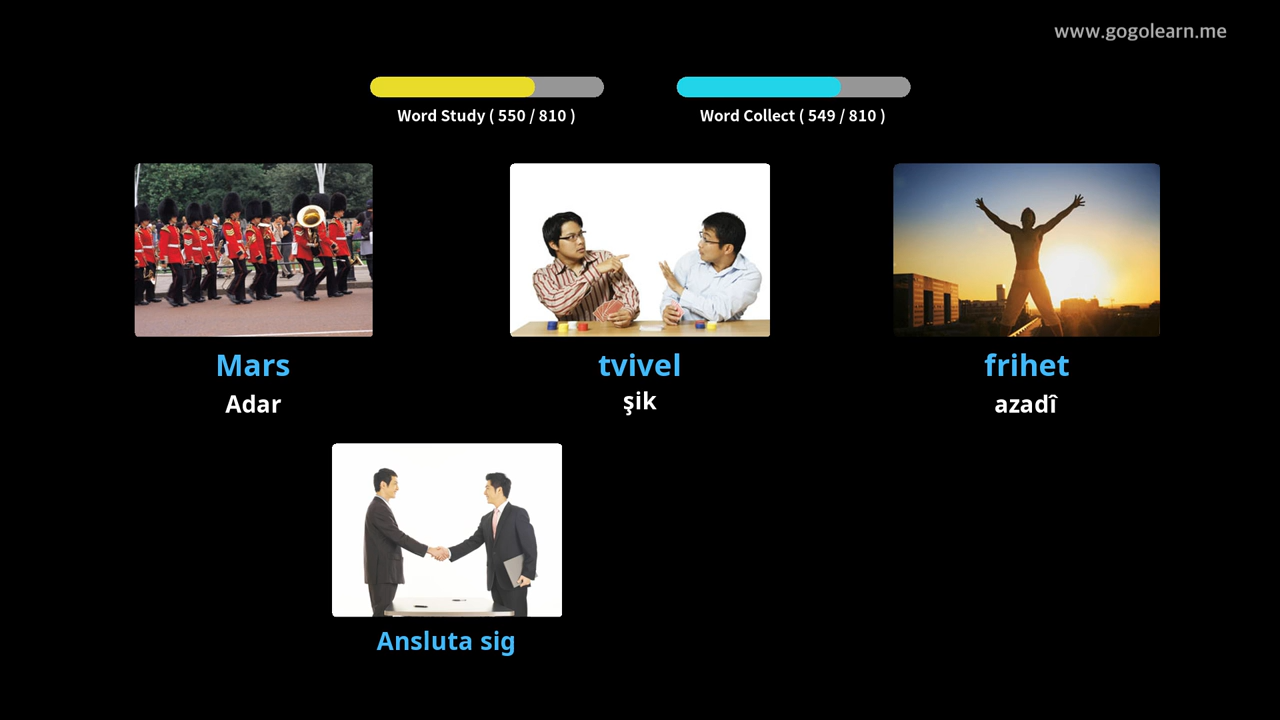 www.gogolearn.me
Word Study ( 550 / 810 )
Word Collect ( 549 / 810 )
Mars
Adar
tvivel
şik
frihet
azadî
Ansluta sig